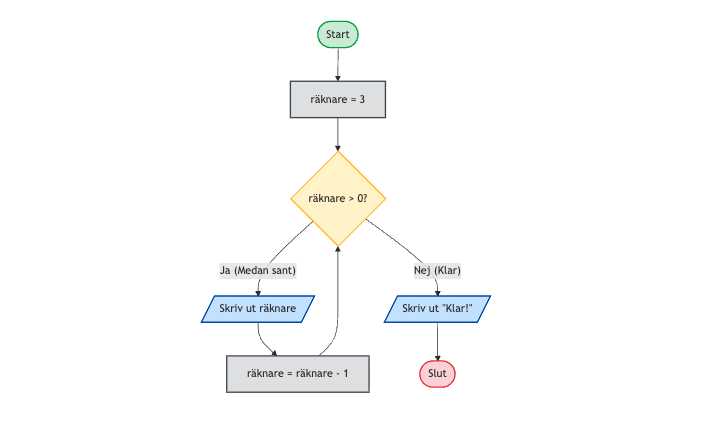 Start
räknare = 3
räknare > 0?
Ja (Medan sant)
Nej (Klar)
Skriv ut räknare
Skriv ut "Klar!"
räknare = räknare - 1
Slut